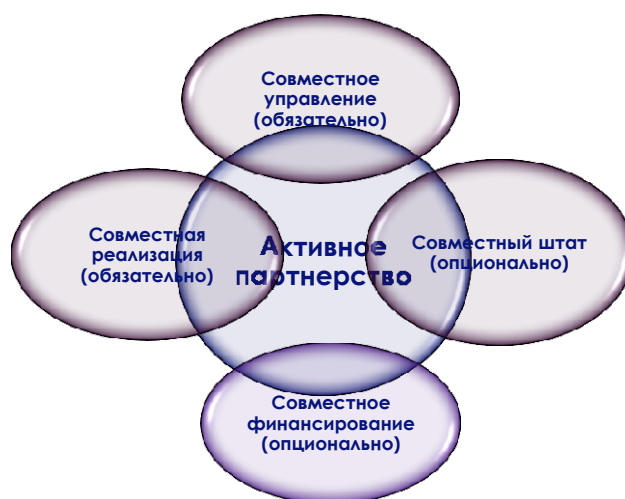 Совместное
управление
(обязательно)
Совместная
реализация
(обязательно)
Активное
партнерство
Совместный штат
(опционально)
Совместное
финансирование
(опционально)